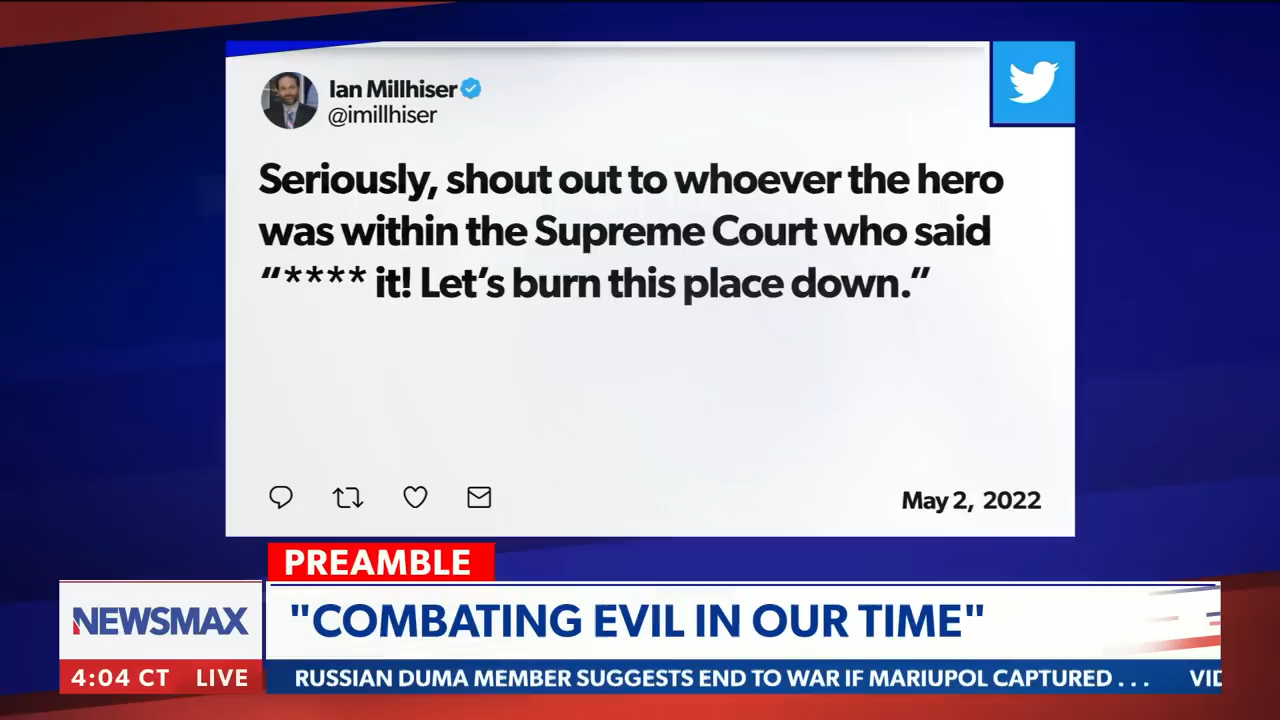 Ian Millhiser
@imillhiser
Seriously, shout out to whoever the hero
was within the Supreme Court who said
“**** it! Let’s burn this place down.”
May 2, 2022
PREAMBLE
NEWSMAX
"COMBATING EVIL IN OUR TIME"
4:04 CT LIVE
RUSSIAN DUMA MEMBER SUGGESTS END TO WAR IF MARIUPOL CAPTURED . . .